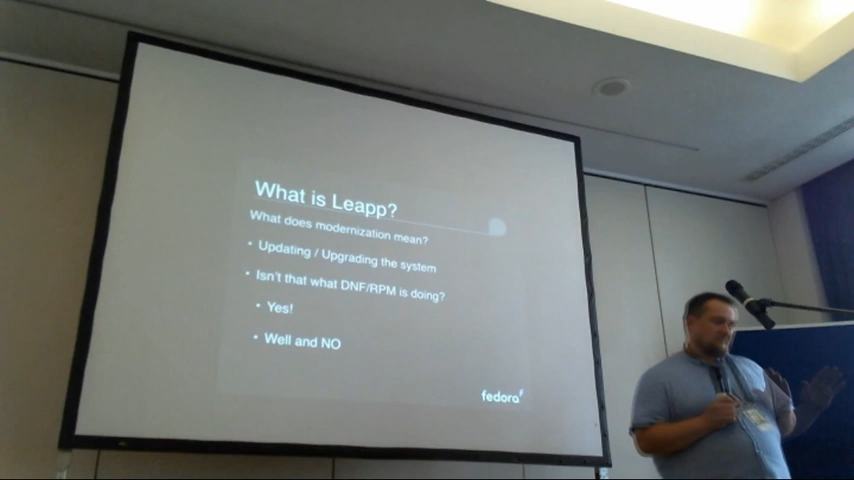 What is Leapp?
What does modernization mean?
• Updating / Upgrading the system
• Isn't that what DNF/RPM is doing?
• Yes!
• Well and NO
fedora